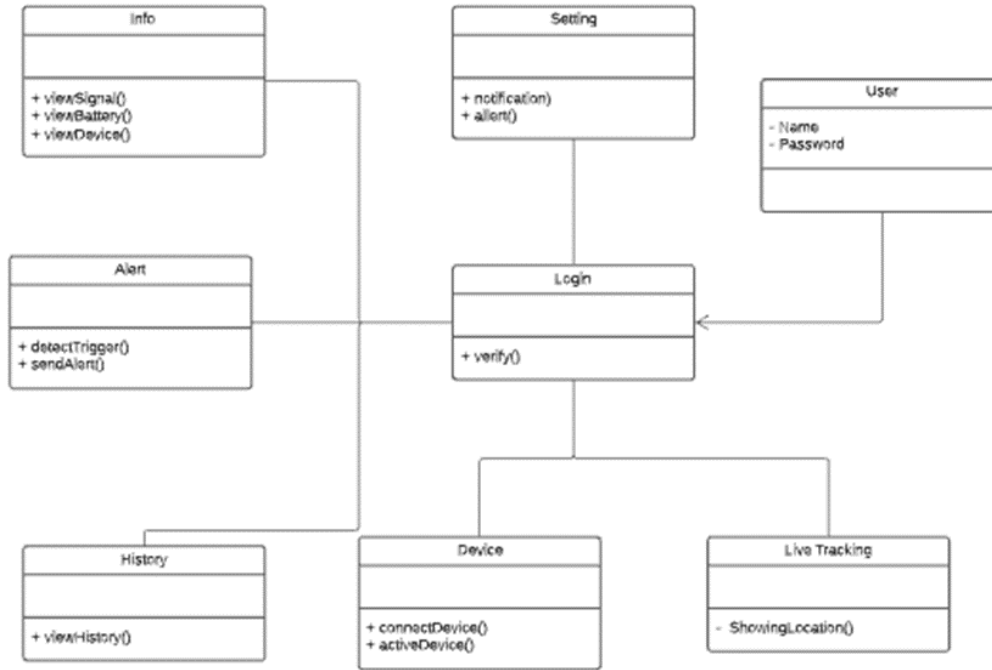 Info
+ viewSignal()
+ viewBattery()
+ viewDevice()
Setting
+ notification)
+ allert()
User
- Name
- Password
Alert
+ detectTrigger()
+ sendAlert()
Login
+ verify()
History
+ viewHistory()
Device
+ connectDevice()
+ activeDevice()
Live Tracking
- ShowingLocation()